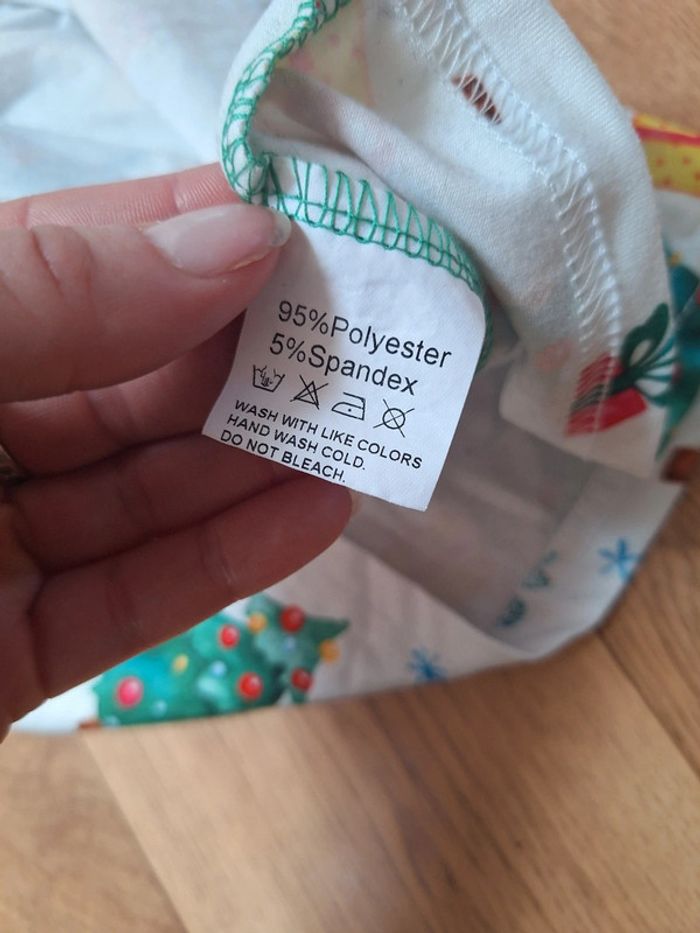 95%Polyester
5%Spandex
WASH WITH LIKE COLORS
HAND WASH COLD.
DO NOT BLEACH.